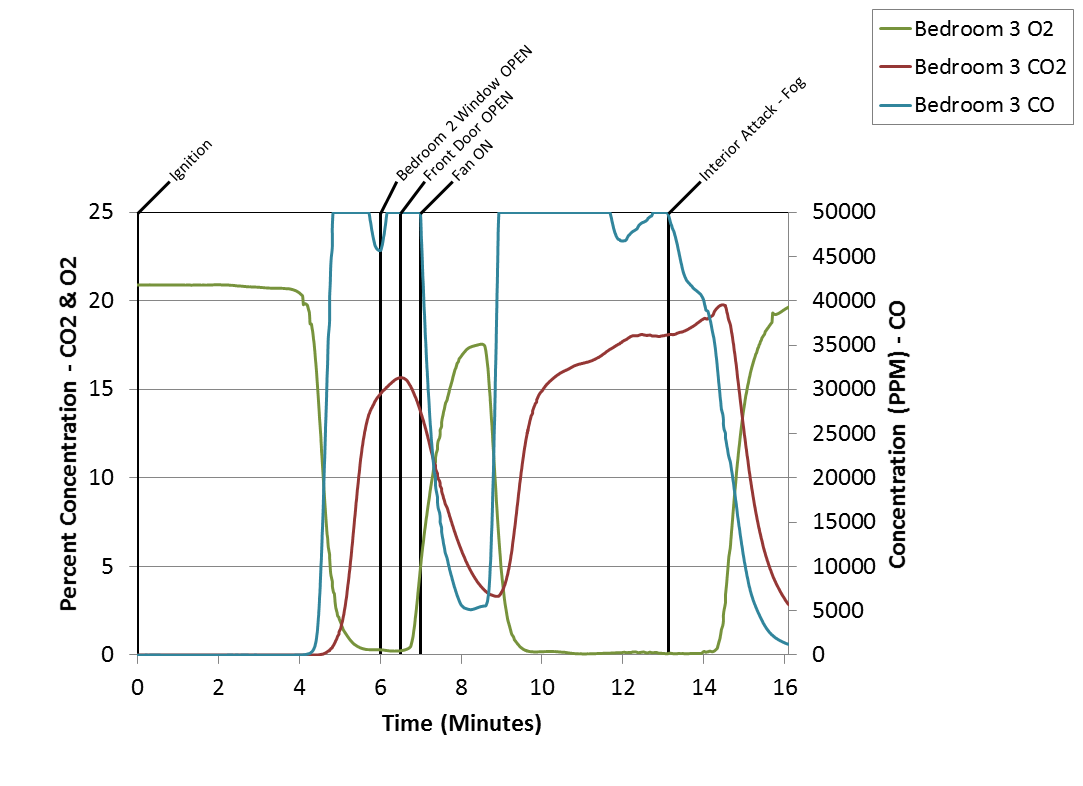 Bedroom 3 O2
Bedroom 3 CO2
Bedroom 3 CO
Ignition
Bedroom 2 Window OPEN
Front Door OPEN
Fan ON
Interior Attack - Fog
Percent Concentration - CO2 & O2
25
20
15
10
5
0
50000
45000
40000
35000
30000
25000
20000
15000
10000
5000
0
Concentration (PPM) - CO
0 2 4 6 8 10 12 14 16
Time (Minutes)